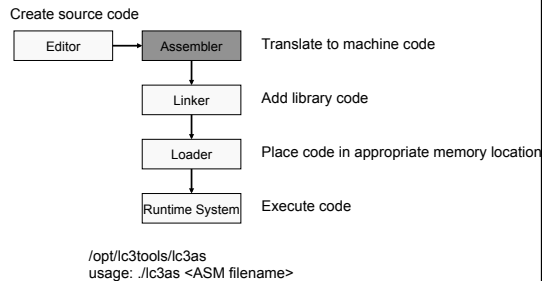 Create source code
Editor
Assembler
Translate to machine code
Linker
Add library code
Loader
Place code in appropriate memory location
Runtime System
Execute code
/opt/lc3tools/lc3as
usage: ./lc3as <ASM filename>